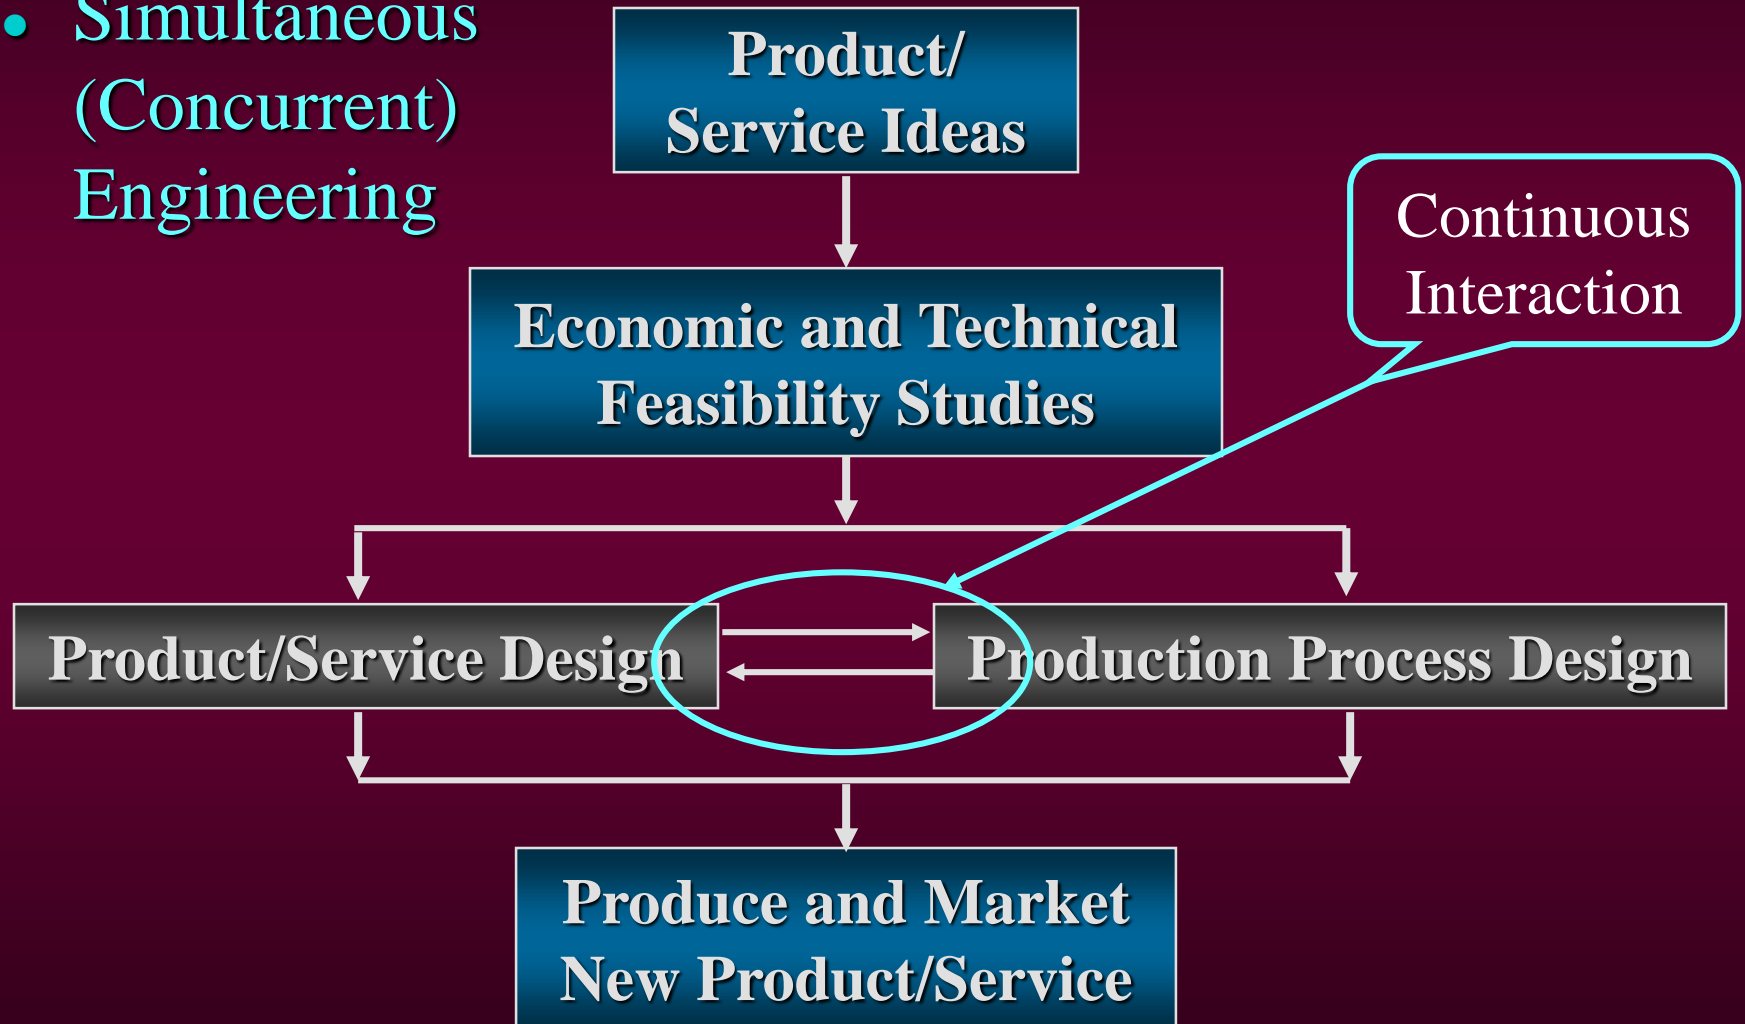 • Simultaneous
(Concurrent)
Engineering
Product/
Service Ideas
Continuous
Interaction
Economic and Technical
Feasibility Studies
Product/Service Design
Production Process Design
Produce and Market
New Product/Service